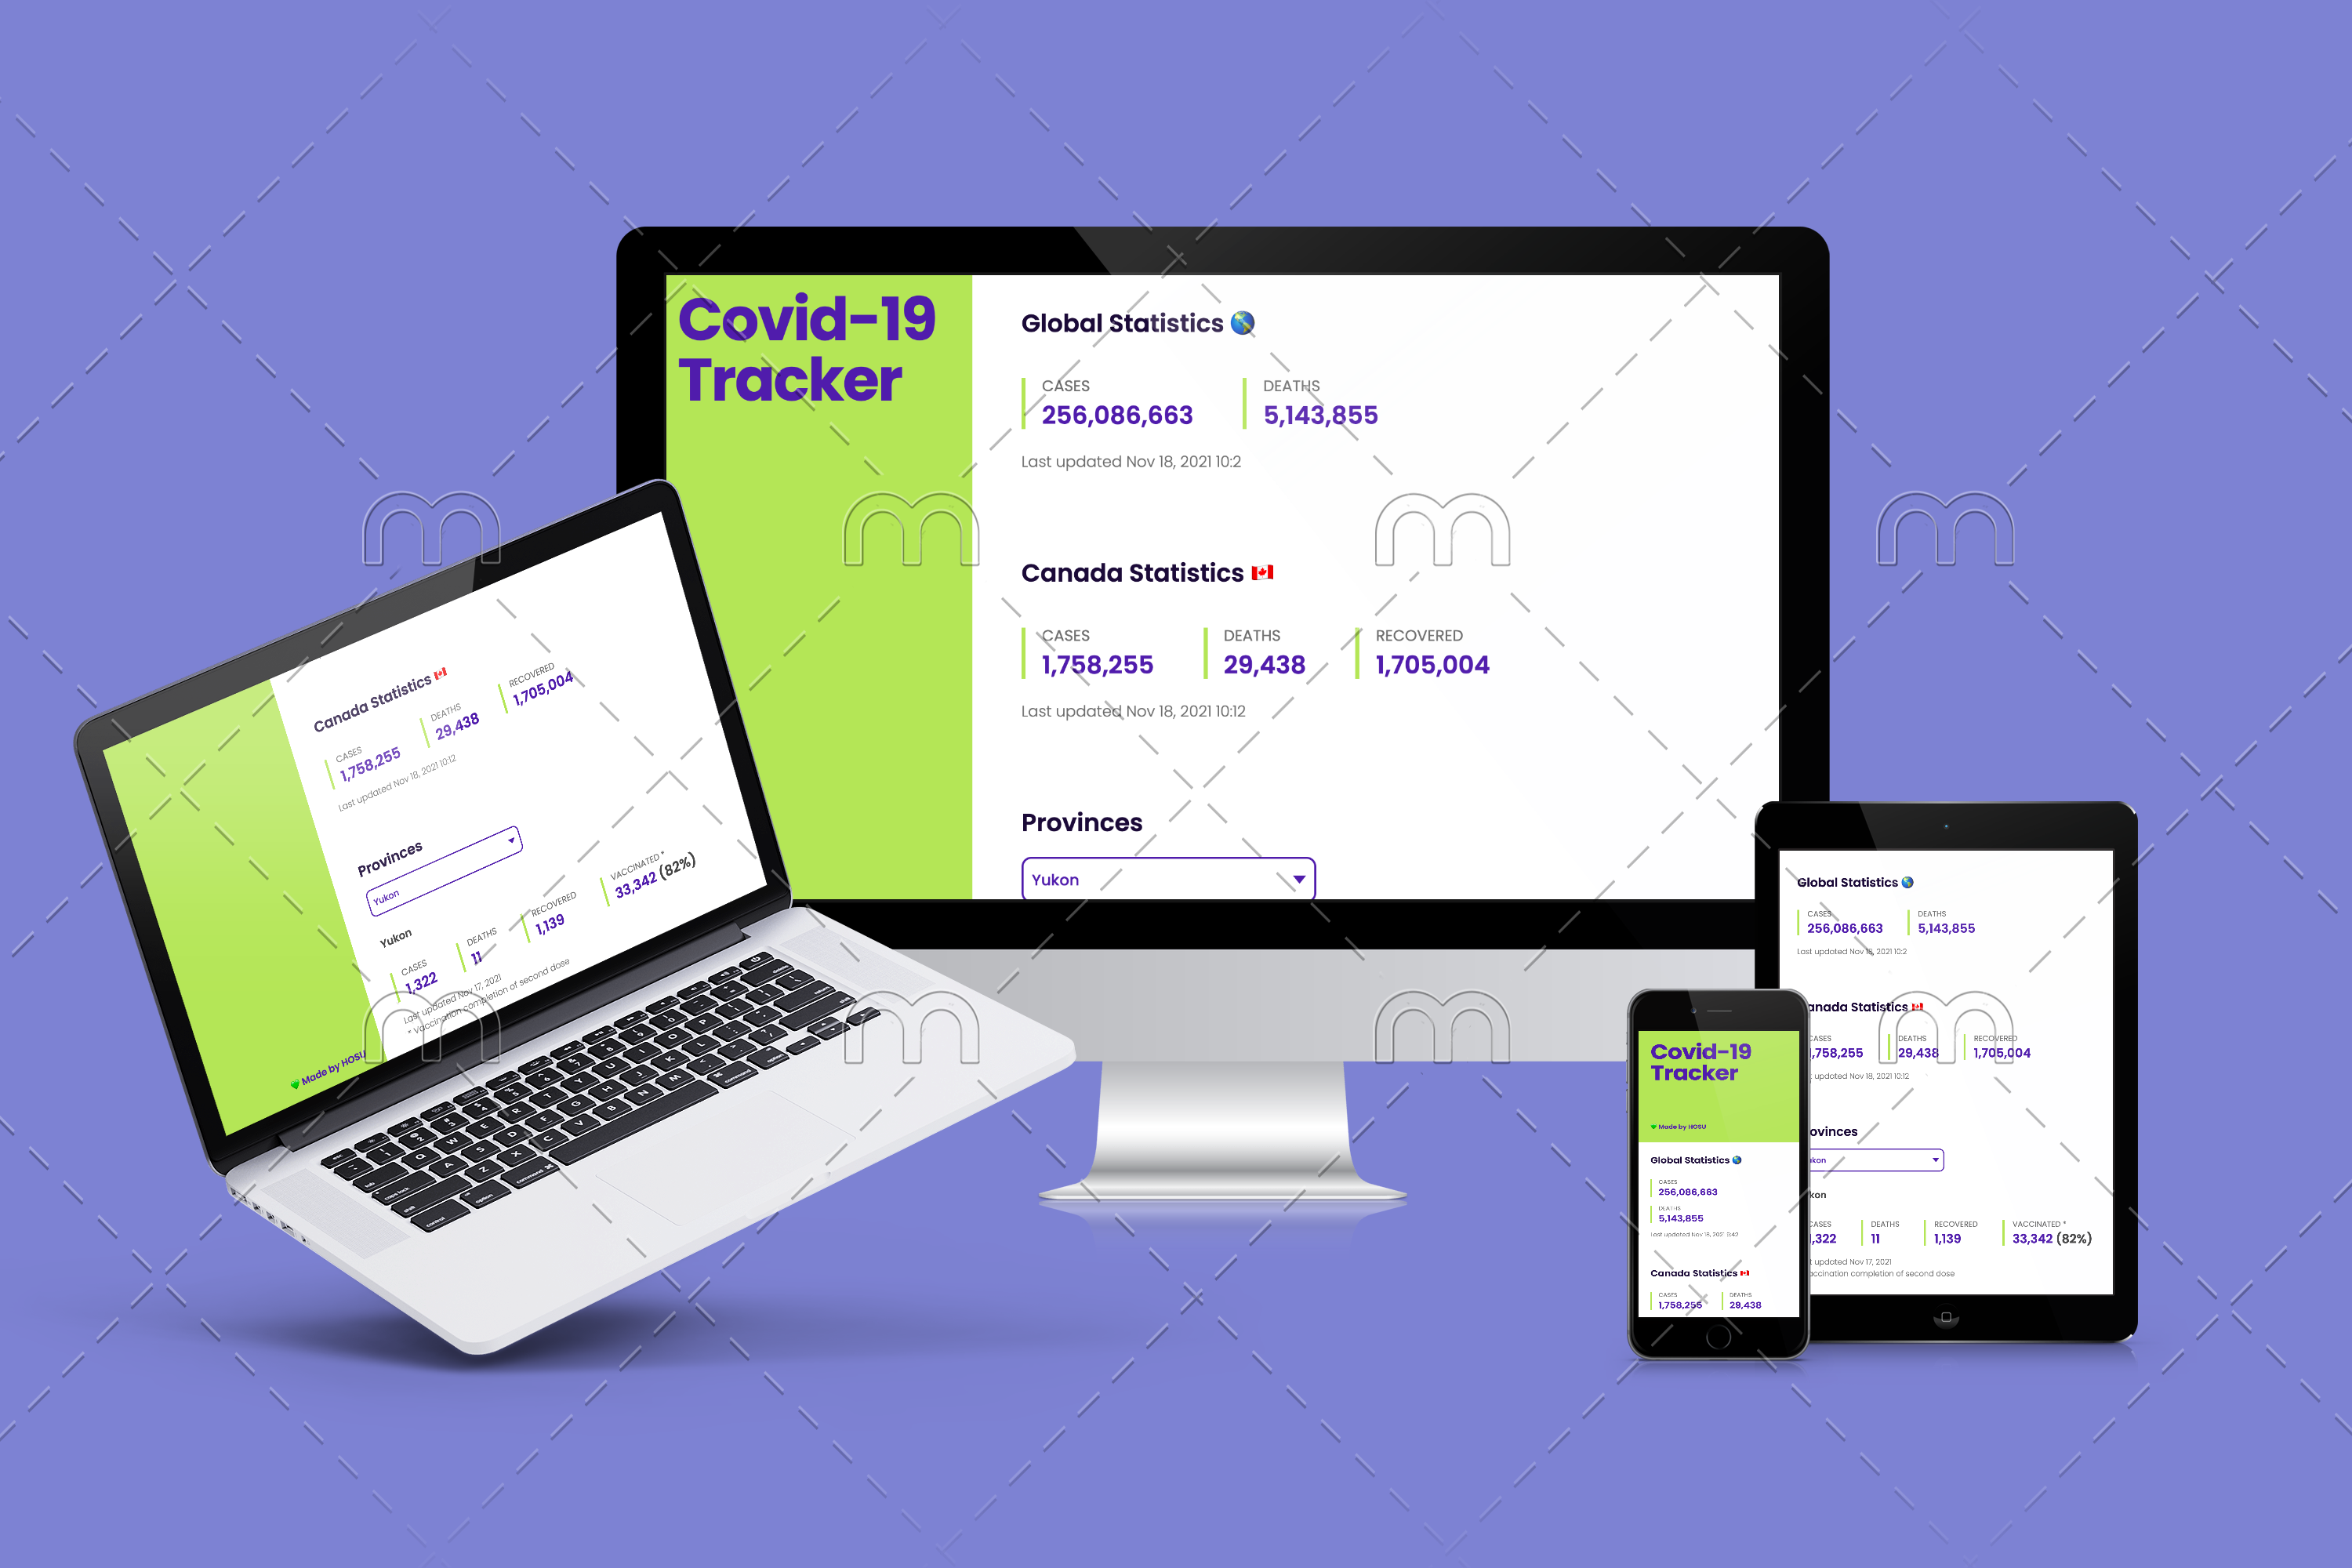 Covid-19
Tracker
Global Statistics 🌎
CASES
256,086,663
DEATHS
5,143,855
Last updated Nov 18, 2021 10:2
Canada Statistics 🇨🇦
CASES
1,758,255
DEATHS
29,438
RECOVERED
1,705,004
Last updated Nov 18, 2021 10:12
Provinces
Yukon
Canada Statistics 🇨🇦
CASES
1,758,255
DEATHS
29,438
RECOVERED
1,705,004
Last updated Nov 18, 2021 10:12
Provinces
Yukon
Yukon
CASES
1,322
DEATHS
11
RECOVERED
1,139
VACCINATED *
33,342 (82%)
Last updated Nov 17, 2021
* Vaccination completion of second dose
💚 Made by HOSU
Global Statistics 🌎
CASES
256,086,663
DEATHS
5,143,855
Last updated Nov 18, 2021 10:2
anada Statistics 🇨🇦
CASES
,758,255
DEATHS
29,438
RECOVERED
1,705,004
updated Nov 18, 2021 10:12
ovinces
ukon
kon
CASES
,322
DEATHS
11
RECOVERED
1,139
VACCINATED *
33,342 (82%)
updated Nov 17, 2021
accination completion of second dose
Covid-19
Tracker
💚 Made by HOSU
Global Statistics 🌎
CASES
256,086,663
DEATHS
5,143,855
Last updated Nov 18, 2021
Canada Statistics 🇨🇦
CASES
1,758,255
DEATHS
29,438